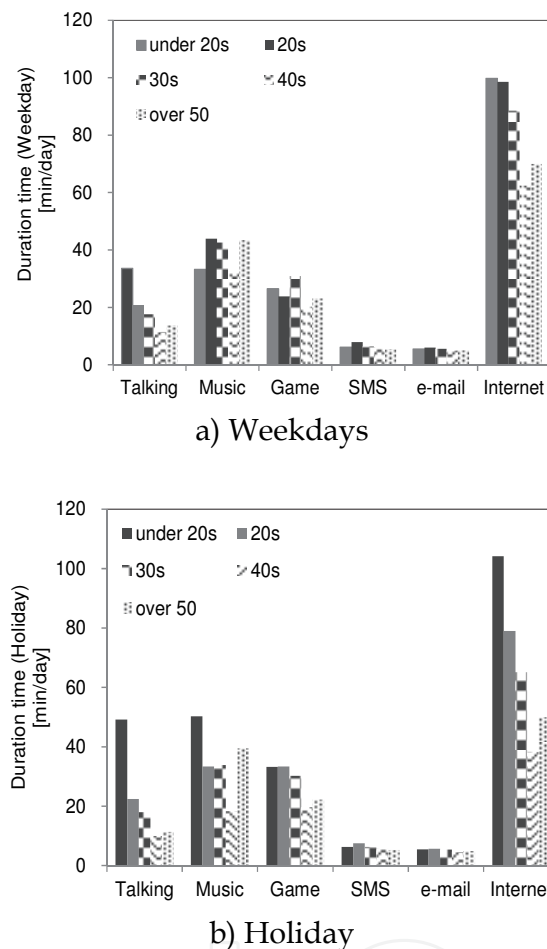 under 20s 20s
30s 40s
over 50
120
100
80
60
40
20
0
Duration time (Weekday)
[min/day]
Talking Music Game SMS e-mail Internet
a) Weekdays
under 20s 20s
30s 40s
over 50
120
100
80
60
40
20
0
Duration time (Holiday)
[min/day]
Talking Music Game SMS e-mail Internet
b) Holiday